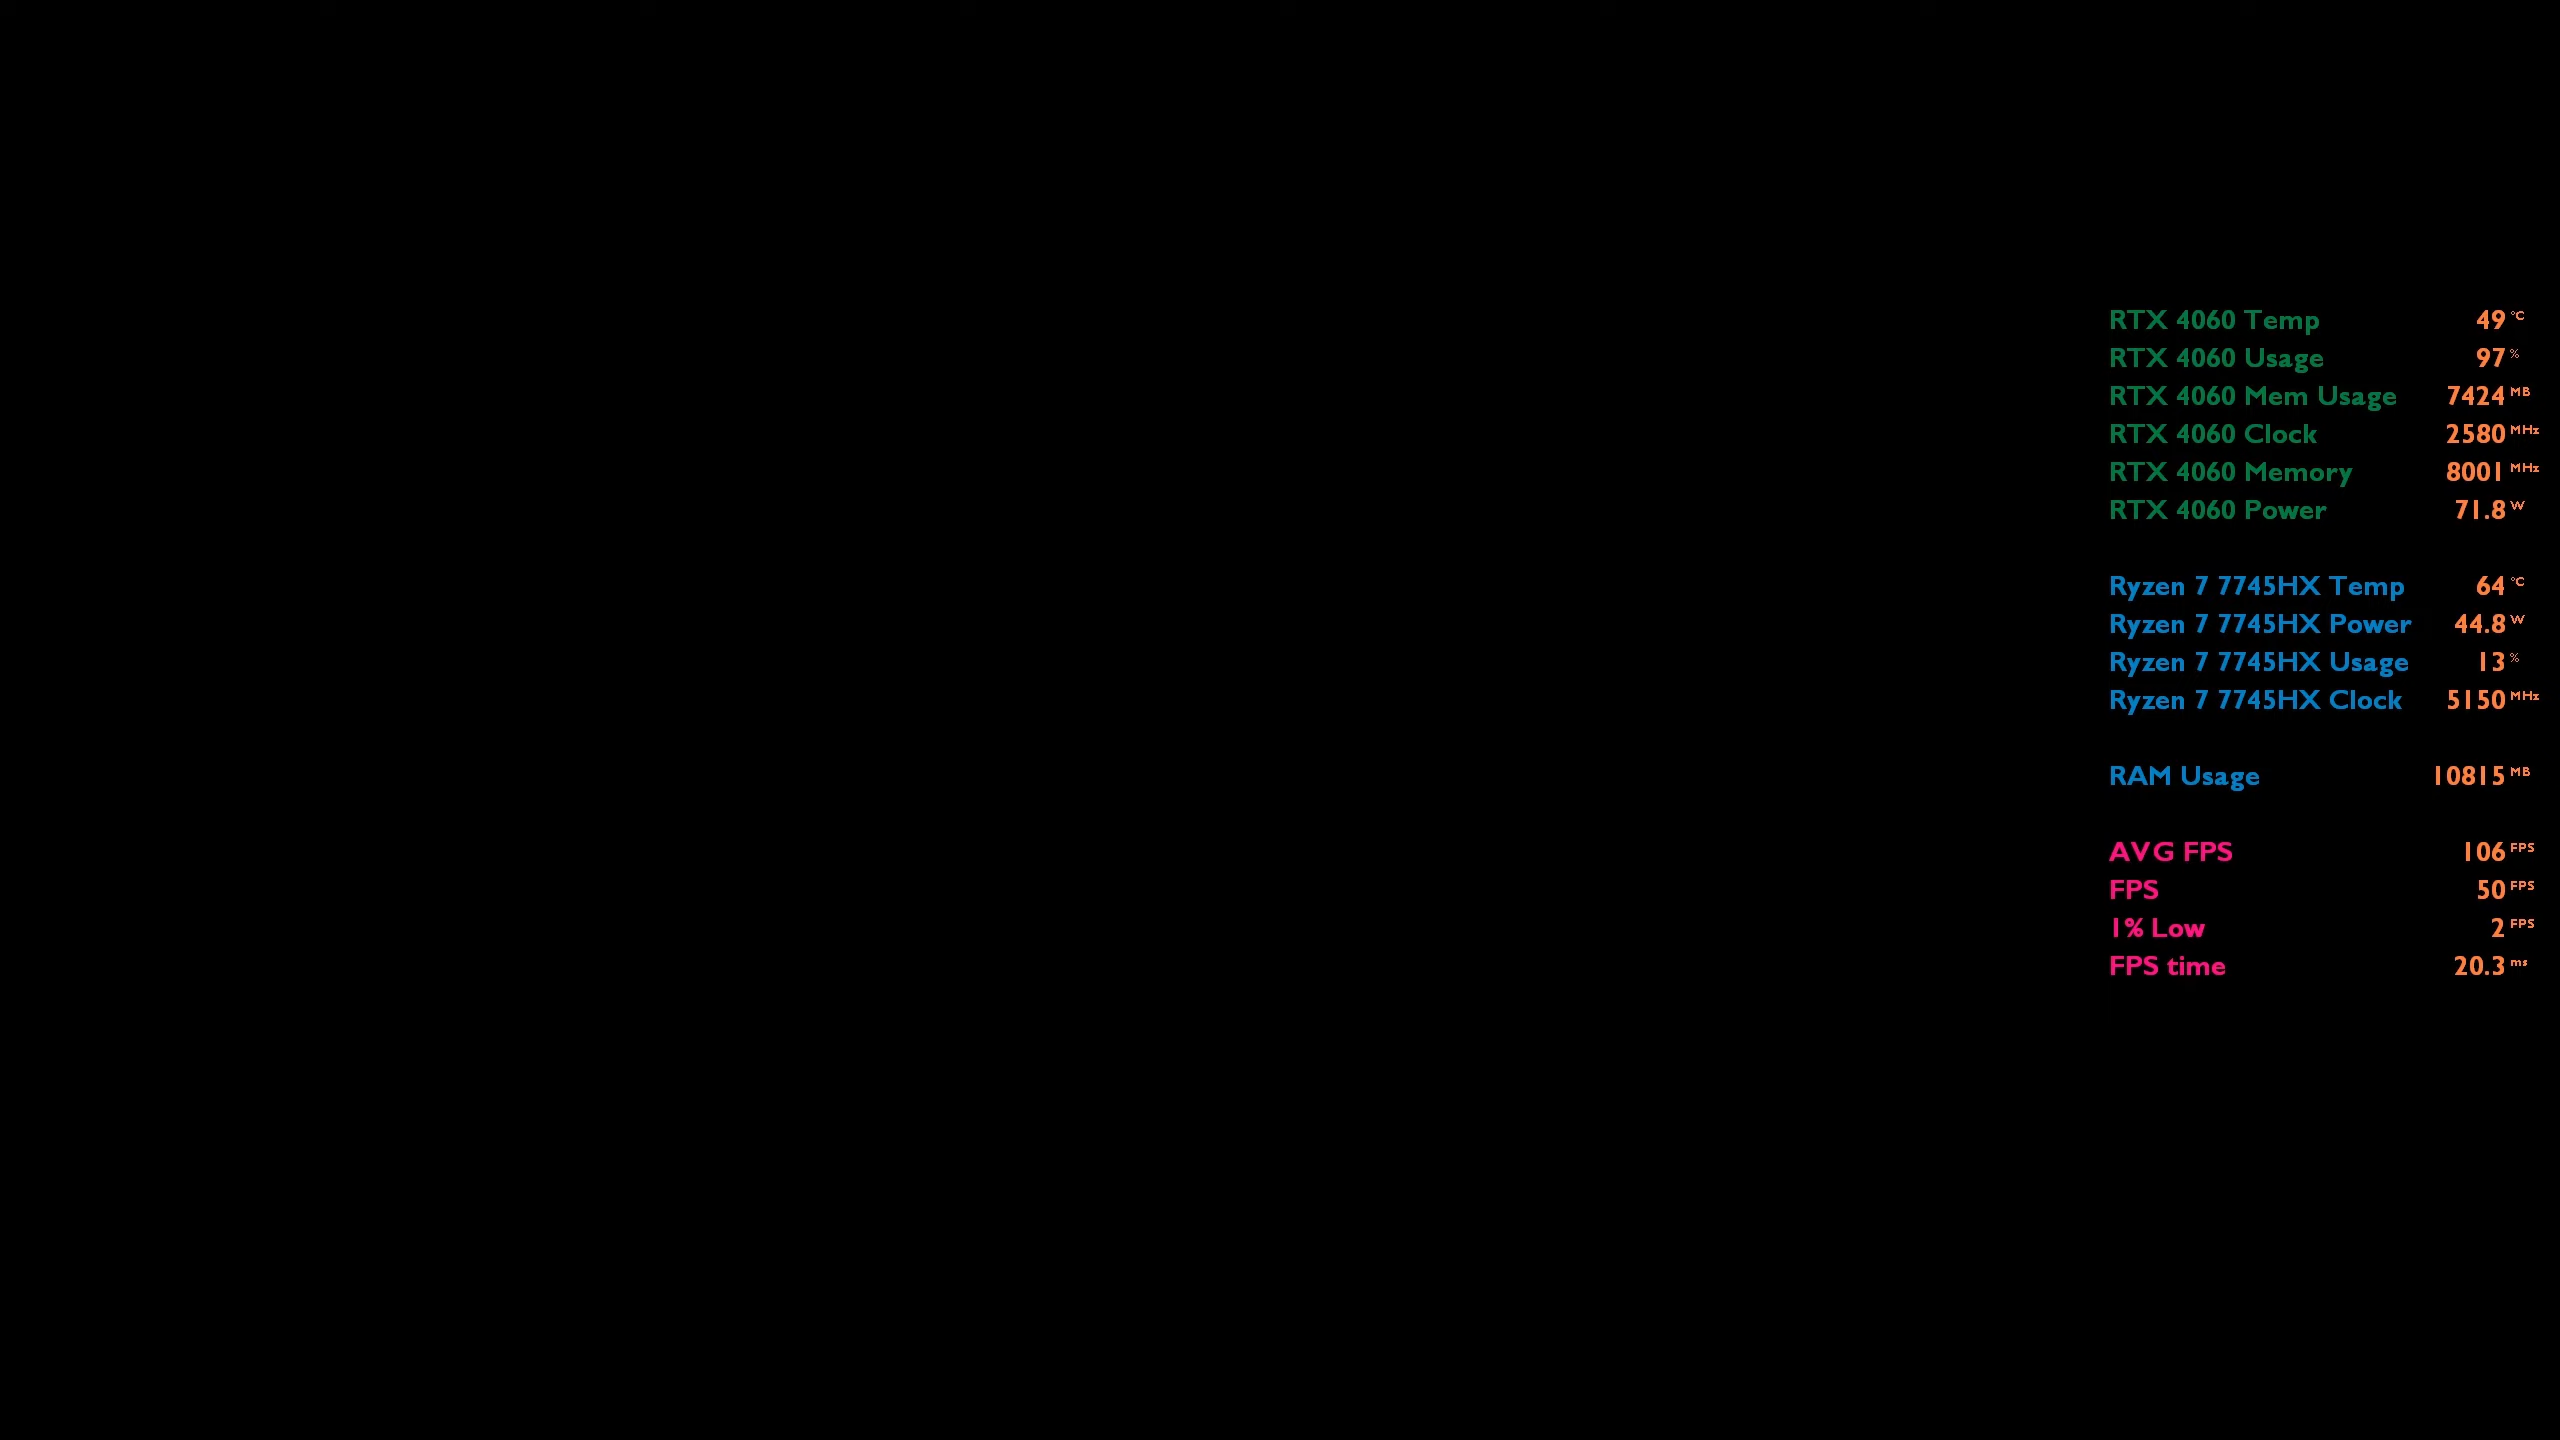 RTX 4060 Temp 49 °C
RTX 4060 Usage 97 %
RTX 4060 Mem Usage 7424 MB
RTX 4060 Clock 2580 MHz
RTX 4060 Memory 8001 MHz
RTX 4060 Power 71.8 W
Ryzen 7 7745HX Temp 64 °C
Ryzen 7 7745HX Power 44.8 W
Ryzen 7 7745HX Usage 13 %
Ryzen 7 7745HX Clock 5150 MHz
RAM Usage 10815 MB
AVG FPS 106 FPS
FPS 50 FPS
1% Low 2 FPS
FPS time 20.3 ms